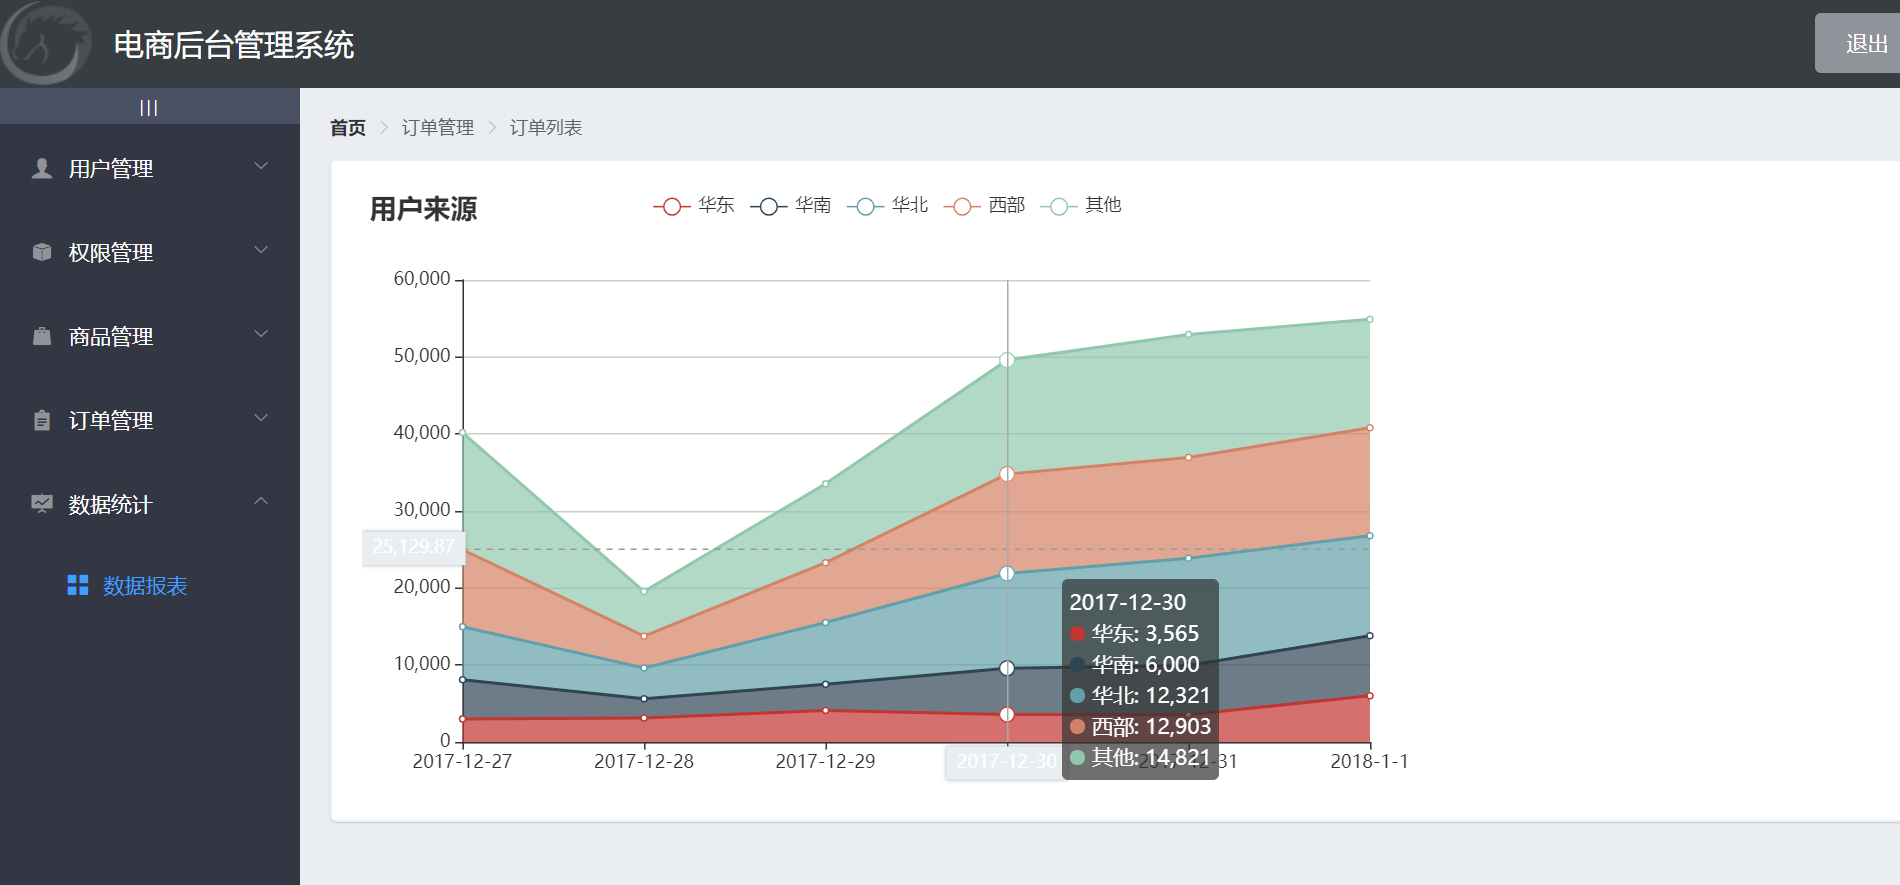 电商后台管理系统
退出
|||
用户管理
权限管理
商品管理
订单管理
数据统计
数据报表
首页 > 订单管理 > 订单列表
用户来源
华东 华南 华北 西部 其他
60,000
50,000
40,000
30,000
25,129.87
20,000
10,000
0
2017-12-27 2017-12-28 2017-12-29 2017-12-30 12-31 2018-1-1
2017-12-30
华东: 3,565
华南: 6,000
华北: 12,321
西部: 12,903
其他: 14,821